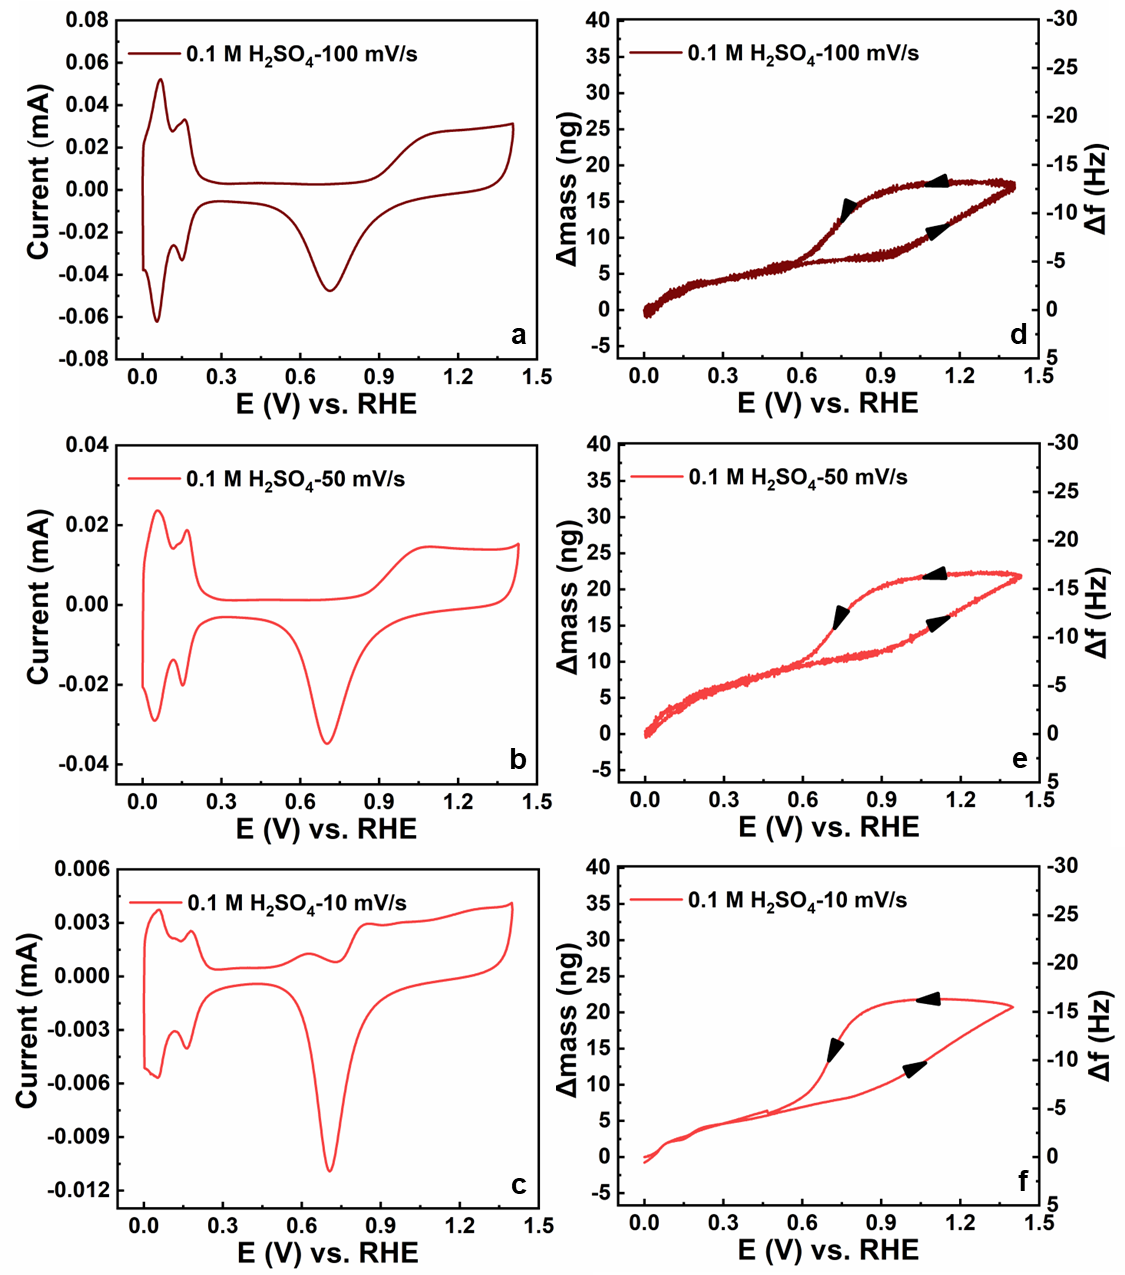 0.08
0.06
0.04
0.02
0.00
-0.02
-0.04
-0.06
-0.08
Current (mA)
0.1 M H₂SO₄-100 mV/s
a
0.0 0.3 0.6 0.9 1.2 1.5
E (V) vs. RHE
40
35
30
25
20
15
10
5
0
-5
Δmass (ng)
0.1 M H₂SO₄-100 mV/s
d
-30
-25
-20
-15
-10
-5
0
5
Δf (Hz)
0.0 0.3 0.6 0.9 1.2 1.5
E (V) vs. RHE
0.04
0.02
0.00
-0.02
-0.04
Current (mA)
0.1 M H₂SO₄-50 mV/s
b
0.0 0.3 0.6 0.9 1.2 1.5
E (V) vs. RHE
40
35
30
25
20
15
10
5
0
-5
Δmass (ng)
0.1 M H₂SO₄-50 mV/s
e
-30
-25
-20
-15
-10
-5
0
5
Δf (Hz)
0.0 0.3 0.6 0.9 1.2 1.5
E (V) vs. RHE
0.006
0.003
0.000
-0.003
-0.006
-0.009
-0.012
Current (mA)
0.1 M H₂SO₄-10 mV/s
c
0.0 0.3 0.6 0.9 1.2 1.5
E (V) vs. RHE
40
35
30
25
20
15
10
5
0
-5
Δmass (ng)
0.1 M H₂SO₄-10 mV/s
f
-30
-25
-20
-15
-10
-5
0
5
Δf (Hz)
0.0 0.3 0.6 0.9 1.2 1.5
E (V) vs. RHE